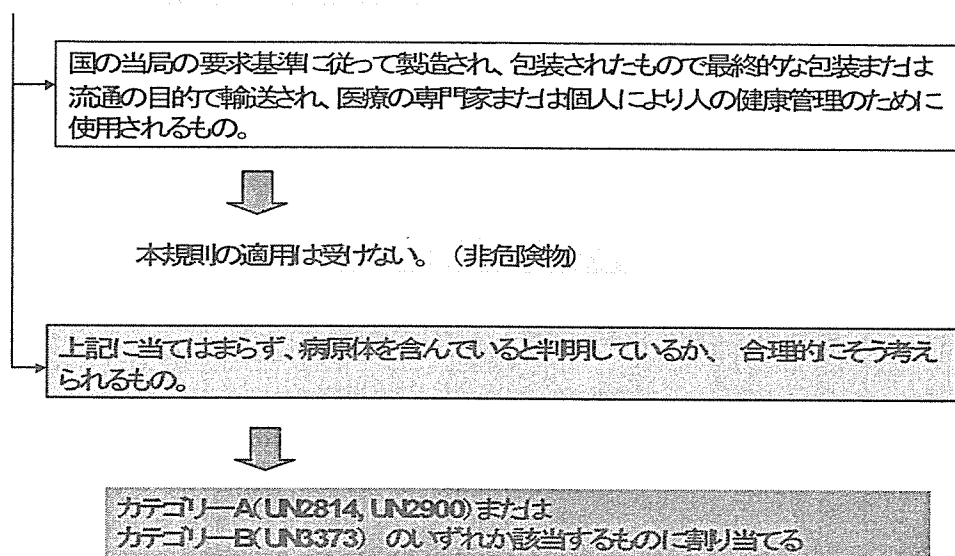 国の当局の要求基準に従って製造され、包装されたもので最終的な包装または
流通の目的で輸送され、医療の専門家または個人により人の健康管理のために
使用されるもの。
本規則の適用は受けない。（非危険物）
上記に当てはまらず、病原体を含んでいると判明しているか、 合理的にそう考え
られるもの。
カテゴリーA(UN2814, UN2900)または
カテゴリーB(UN3373) のいずれか該当するものに割り当てる